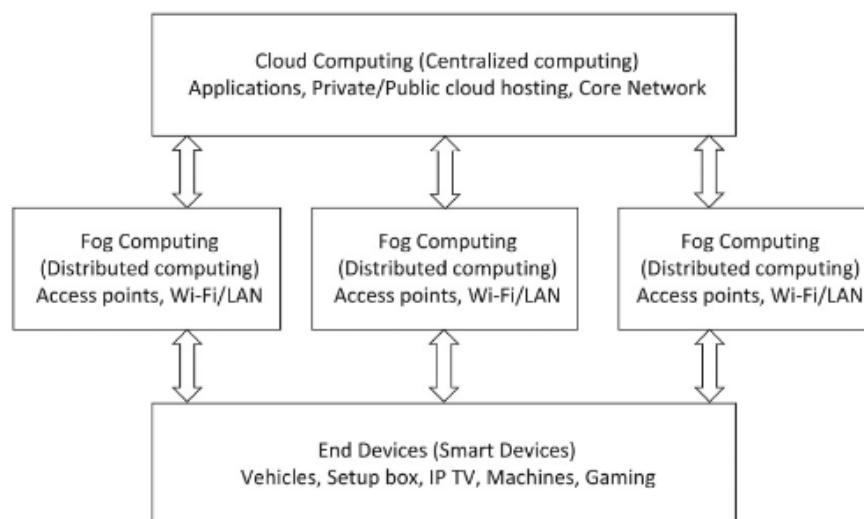 Cloud Computing (Centralized computing)
Applications, Private/Public cloud hosting, Core Network
Fog Computing
(Distributed computing)
Access points, Wi-Fi/LAN
Fog Computing
(Distributed computing)
Access points, Wi-Fi/LAN
Fog Computing
(Distributed computing)
Access points, Wi-Fi/LAN
End Devices (Smart Devices)
Vehicles, Setup box, IP TV, Machines, Gaming